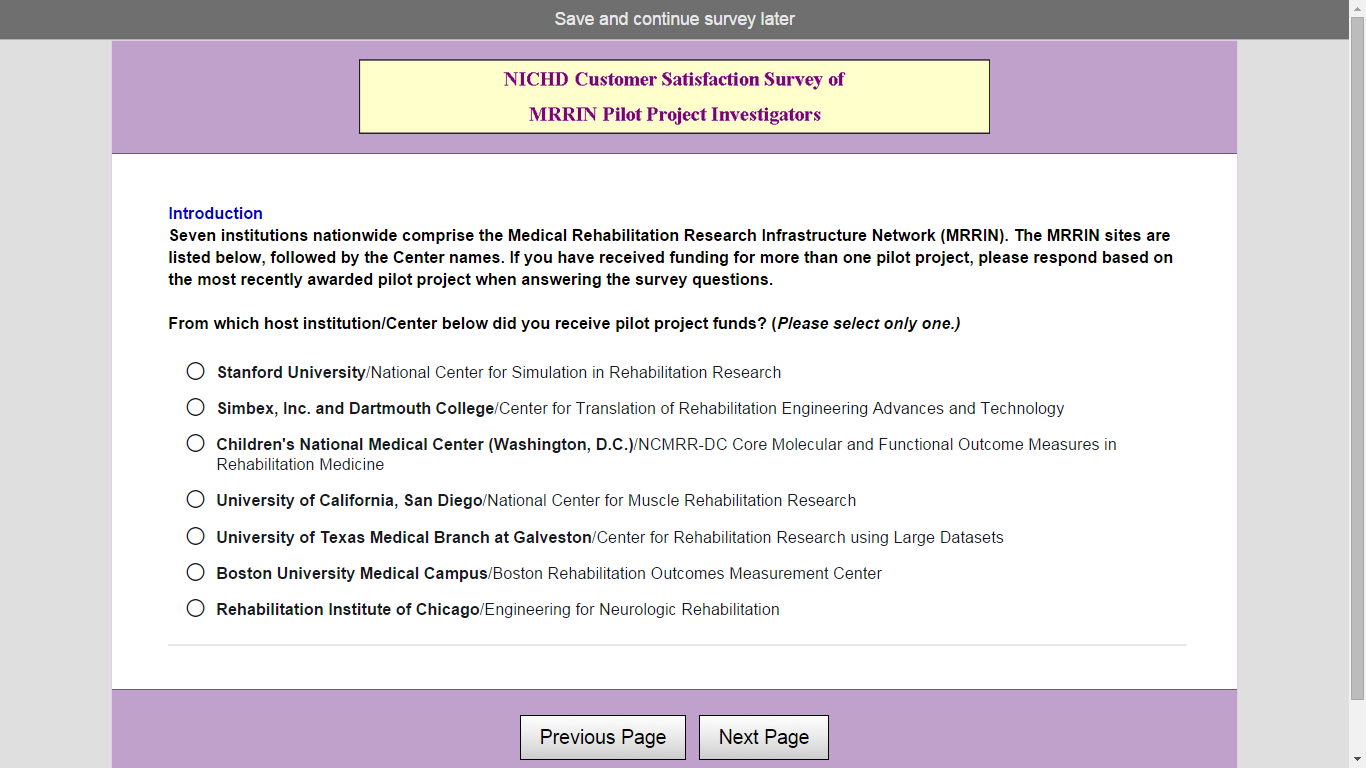 Save and continue survey later
NICHD Customer Satisfaction Survey of
MRRIN Pilot Project Investigators
Introduction
Seven institutions nationwide comprise the Medical Rehabilitation Research Infrastructure Network (MRRIN). The MRRIN sites are
listed below, followed by the Center names. If you have received funding for more than one pilot project, please respond based on
the most recently awarded pilot project when answering the survey questions.
From which host institution/Center below did you receive pilot project funds? (Please select only one.)
Stanford University/National Center for Simulation in Rehabilitation Research
Simbex, Inc. and Dartmouth College/Center for Translation of Rehabilitation Engineering Advances and Technology
Children's National Medical Center (Washington, D.C.)/NCMRR-DC Core Molecular and Functional Outcome Measures in
Rehabilitation Medicine
University of California, San Diego/National Center for Muscle Rehabilitation Research
University of Texas Medical Branch at Galveston/Center for Rehabilitation Research using Large Datasets
Boston University Medical Campus/Boston Rehabilitation Outcomes Measurement Center
Rehabilitation Institute of Chicago/Engineering for Neurologic Rehabilitation
Previous Page
Next Page